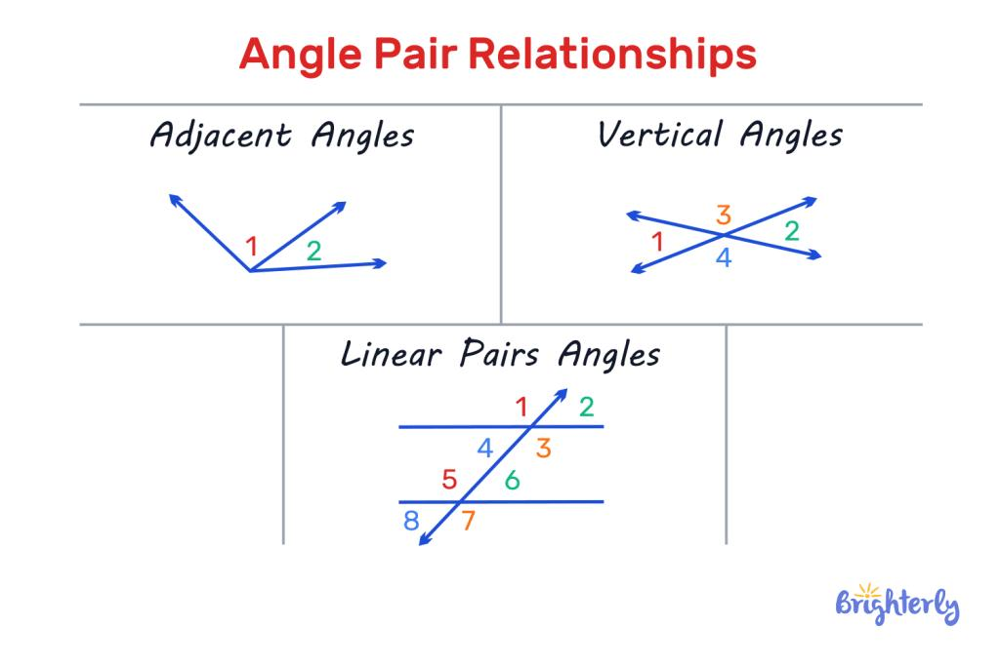 Angle Pair Relationships
Adjacent Angles
1 2
Vertical Angles
3
1 2
4
Linear Pairs Angles
1 2
4 3
5 6
8 7
Brighterly